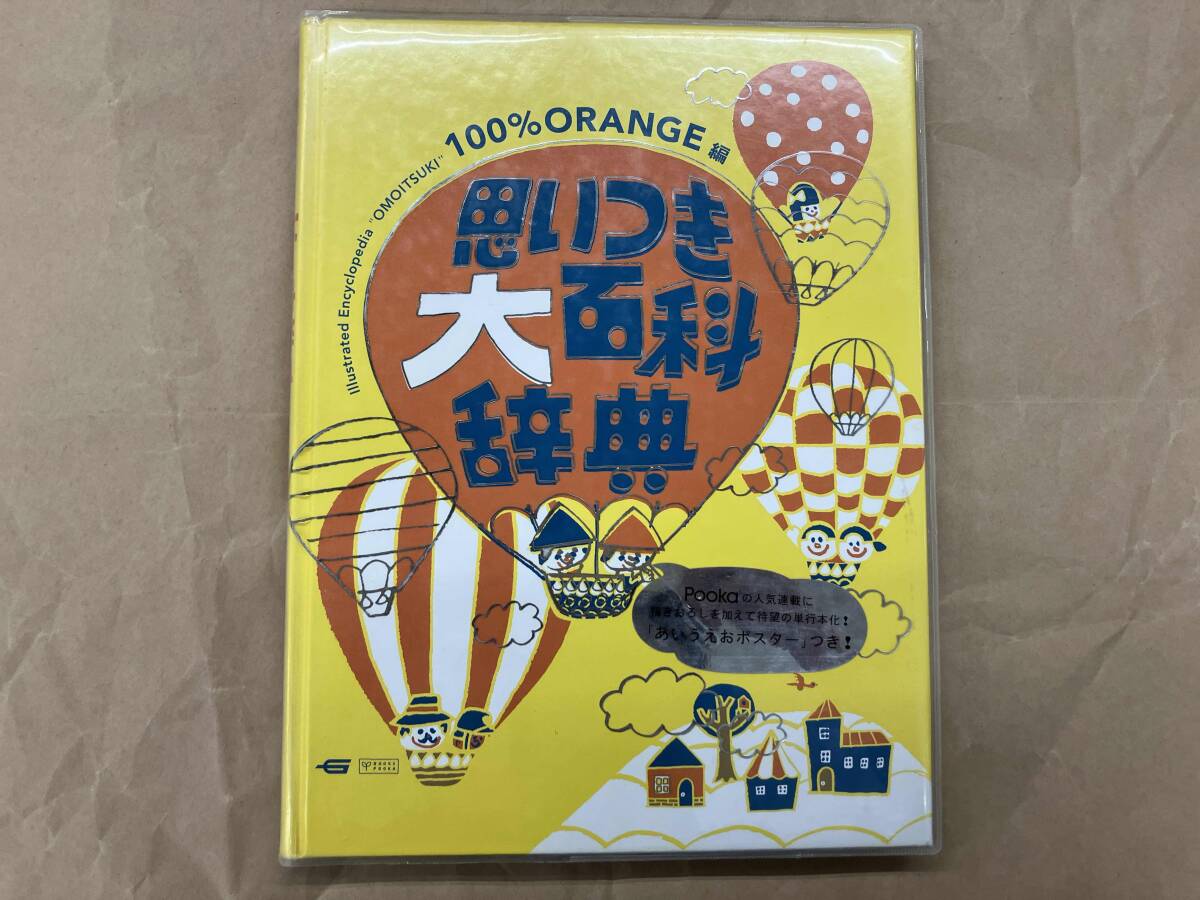 100%ORANGE 編
Illustrated Encyclopedia "OMOITSUKI"
思いつき
大百科
辞典
Pookaの人気連載に
描きおろしを加えて待望の単行本化!
「あいうえおポスター」つき!
BOOKS
POOKA